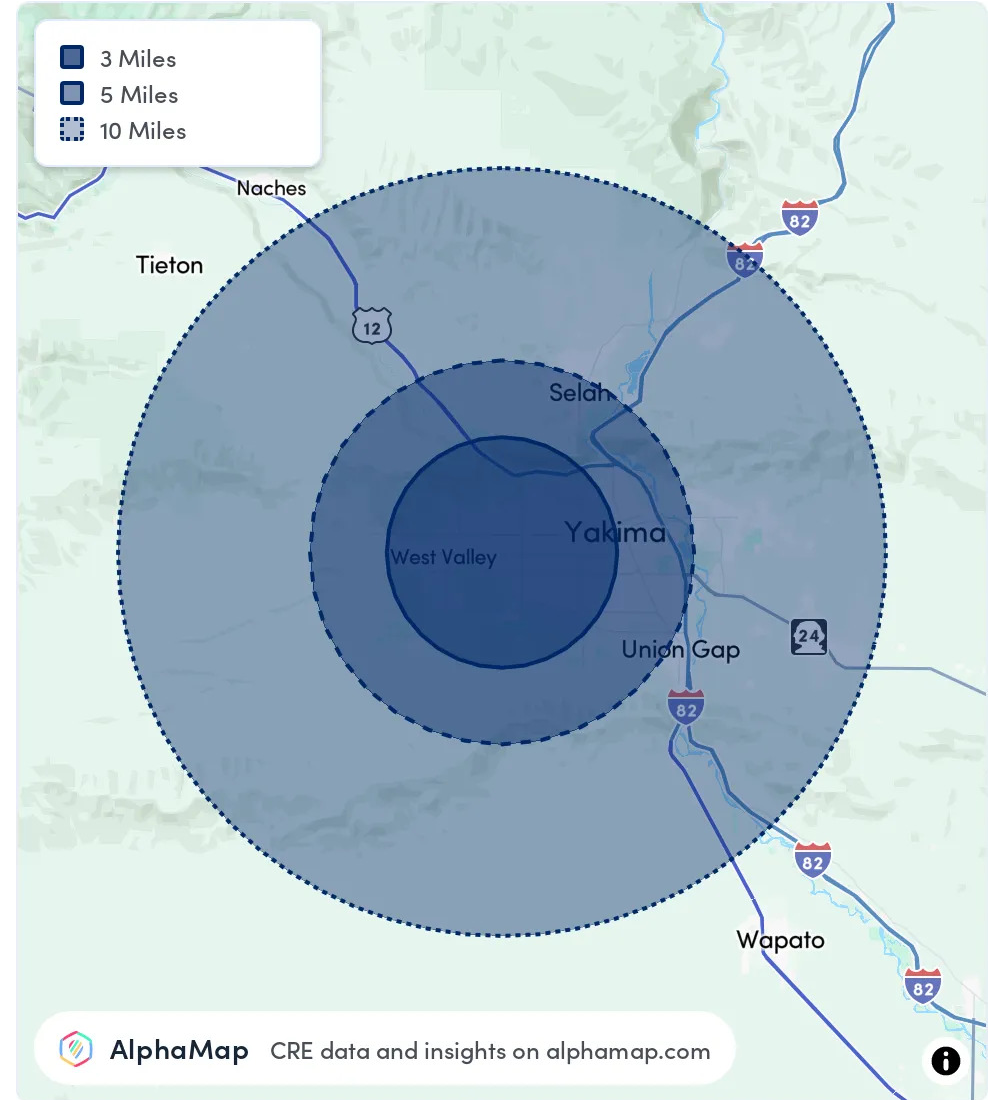 3 Miles
5 Miles
10 Miles
Naches
82
Tieton
82
12
Selah
Yakima
West Valley
24
Union Gap
82
82
Wapato
82
AlphaMap CRE data and insights on alphamap.com